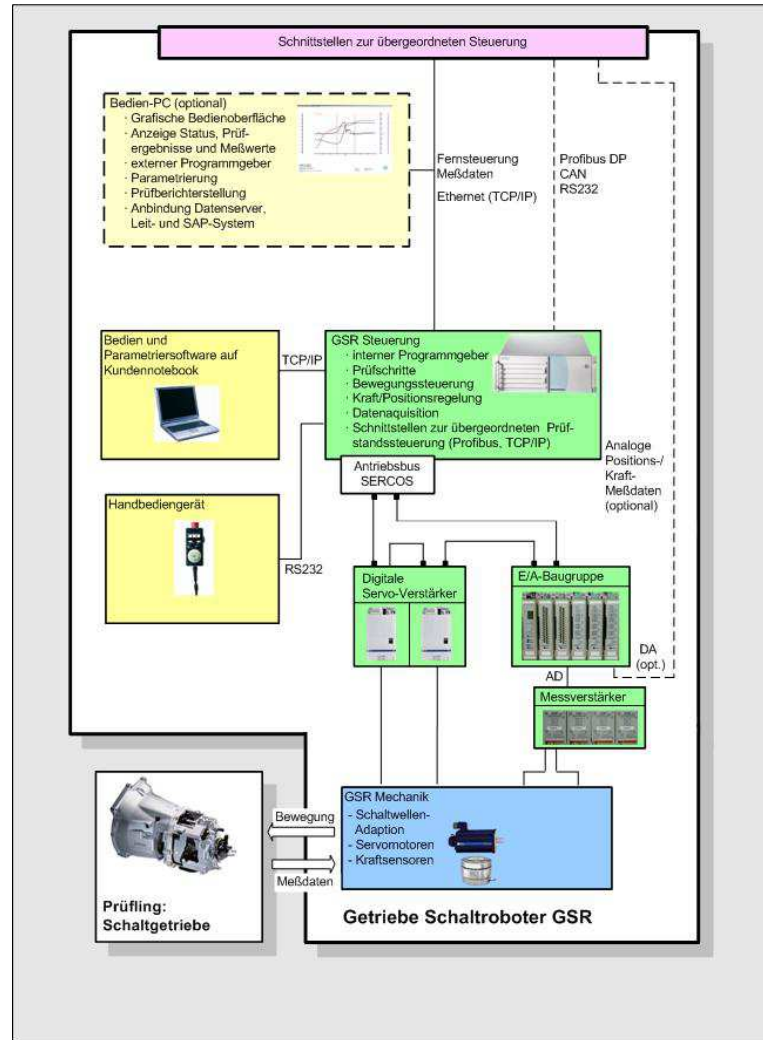 Schnittstellen zur übergeordneten Steuerung
Bedien-PC (optional)
· Grafische Bedienoberfläche
· Anzeige Status, Prüf-
ergebnisse und Meßwerte
· externer Programmgeber
· Parametrierung
· Prüfberichterstellung
· Anbindung Datenserver,
Leit- und SAP-System
Fernsteuerung
Meßdaten
Ethernet (TCP/IP)
Profibus DP
CAN
RS232
Bedien und
Parametriersoftware auf
Kundennotebook
TCP/IP
GSR Steuerung
· interner Programmgeber
· Prüfschritte
· Bewegungssteuerung
· Kraft/Positionsregelung
· Datenaquisition
· Schnittstellen zur übergeordneten Prüf-
standssteuerung (Profibus, TCP/IP)
Antriebsbus
SERCOS
Analoge
Positions-/
Kraft-
Meßdaten
(optional)
Handbediengerät
RS232
Digitale
Servo-Verstärker
E/A-Baugruppe
DA
(opt.)
AD
Messverstärker
GSR Mechanik
- Schaltwellen-
Adaption
- Servomotoren
- Kraftsensoren
Bewegung
Meßdaten
Prüfling:
Schaltgetriebe
Getriebe Schaltroboter GSR